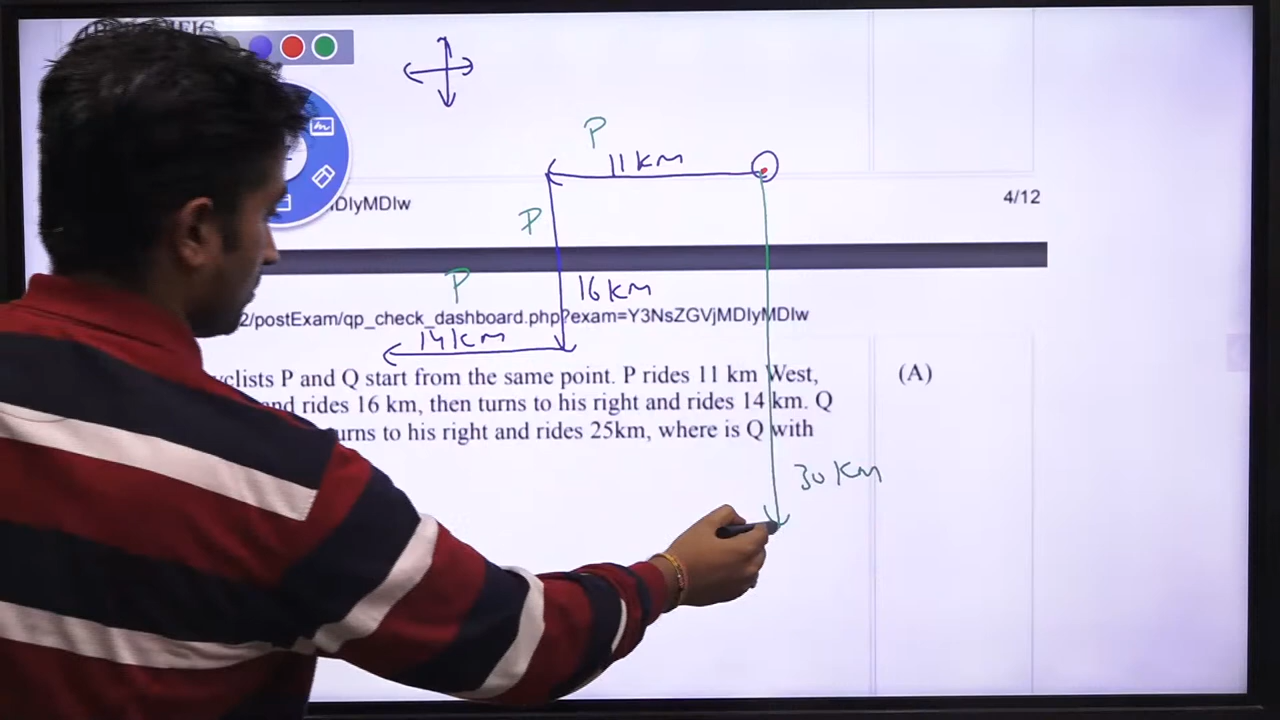 P
11 km
DIyMDIw
4/12
P
P
16 km
2/postExam/qp_check_dashboard.php?exam=Y3NsZGVjMDIyMDIw
14 km
clists P and Q start from the same point. P rides 11 km West,
and rides 16 km, then turns to his right and rides 14 km. Q
urns to his right and rides 25km, where is Q with
(A)
30 km